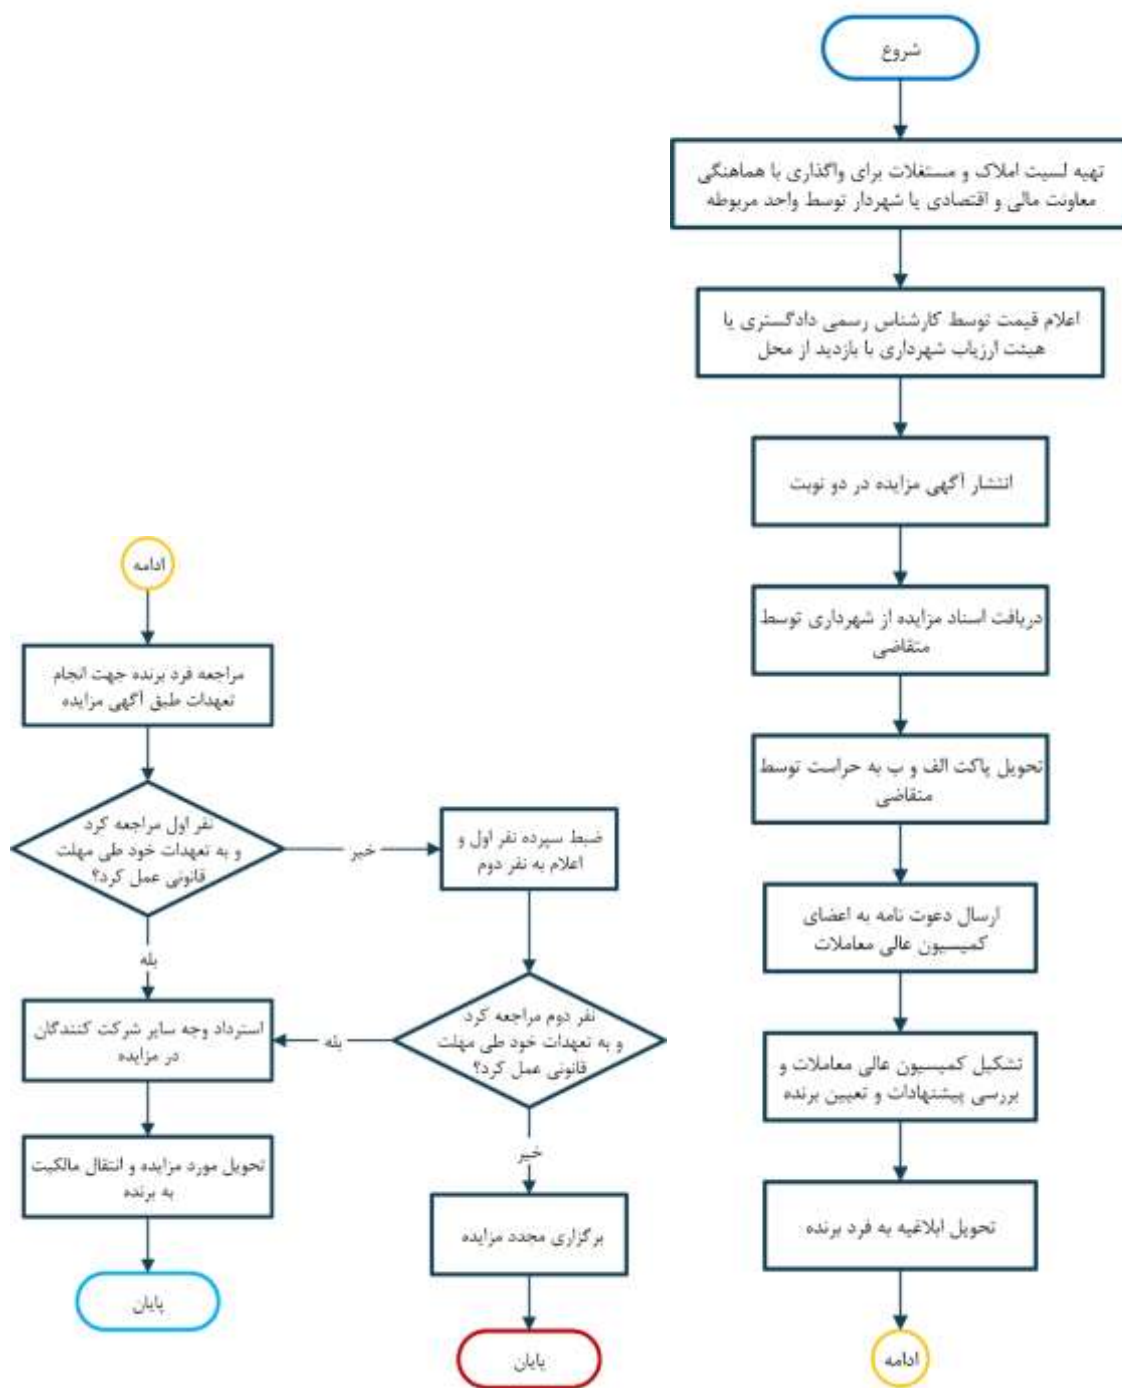 شروع
تهیه لسیت املاک و مستغلات برای واگذاری با هماهنگی
معاونت مالی و اقتصادی یا شهردار توسط واحد مربوطه
اعلام قیمت توسط کارشناس رسمی دادگستری یا
هیئت ارزیاب شهرداری با بازدید از محل
انتشار آگهی مزایده در دو نوبت
دریافت اسناد مزایده از شهرداری توسط
متقاضی
تحویل پاکت الف و ب به حراست توسط
متقاضی
ارسال دعوت نامه به اعضای
کمیسیون عالی معاملات
تشکیل کمیسیون عالی معاملات و
بررسی پیشنهادات و تعیین برنده
تحویل ابلاغیه به فرد برنده
ادامه
ادامه
مراجعه فرد برنده جهت انجام
تعهدات طبق آگهی مزایده
نفر اول مراجعه کرد
و به تعهدات خود طی مهلت
قانونی عمل کرد؟
خیر
ضبط سپرده نفر اول و
اعلام به نفر دوم
بله
نفر دوم مراجعه کرد
و به تعهدات خود طی مهلت
قانونی عمل کرد؟
بله
استرداد وجه سایر شرکت کنندگان
در مزایده
تحویل مورد مزایده و انتقال مالکیت
به برنده
پایان
خیر
برگزاری مجدد مزایده
پایان